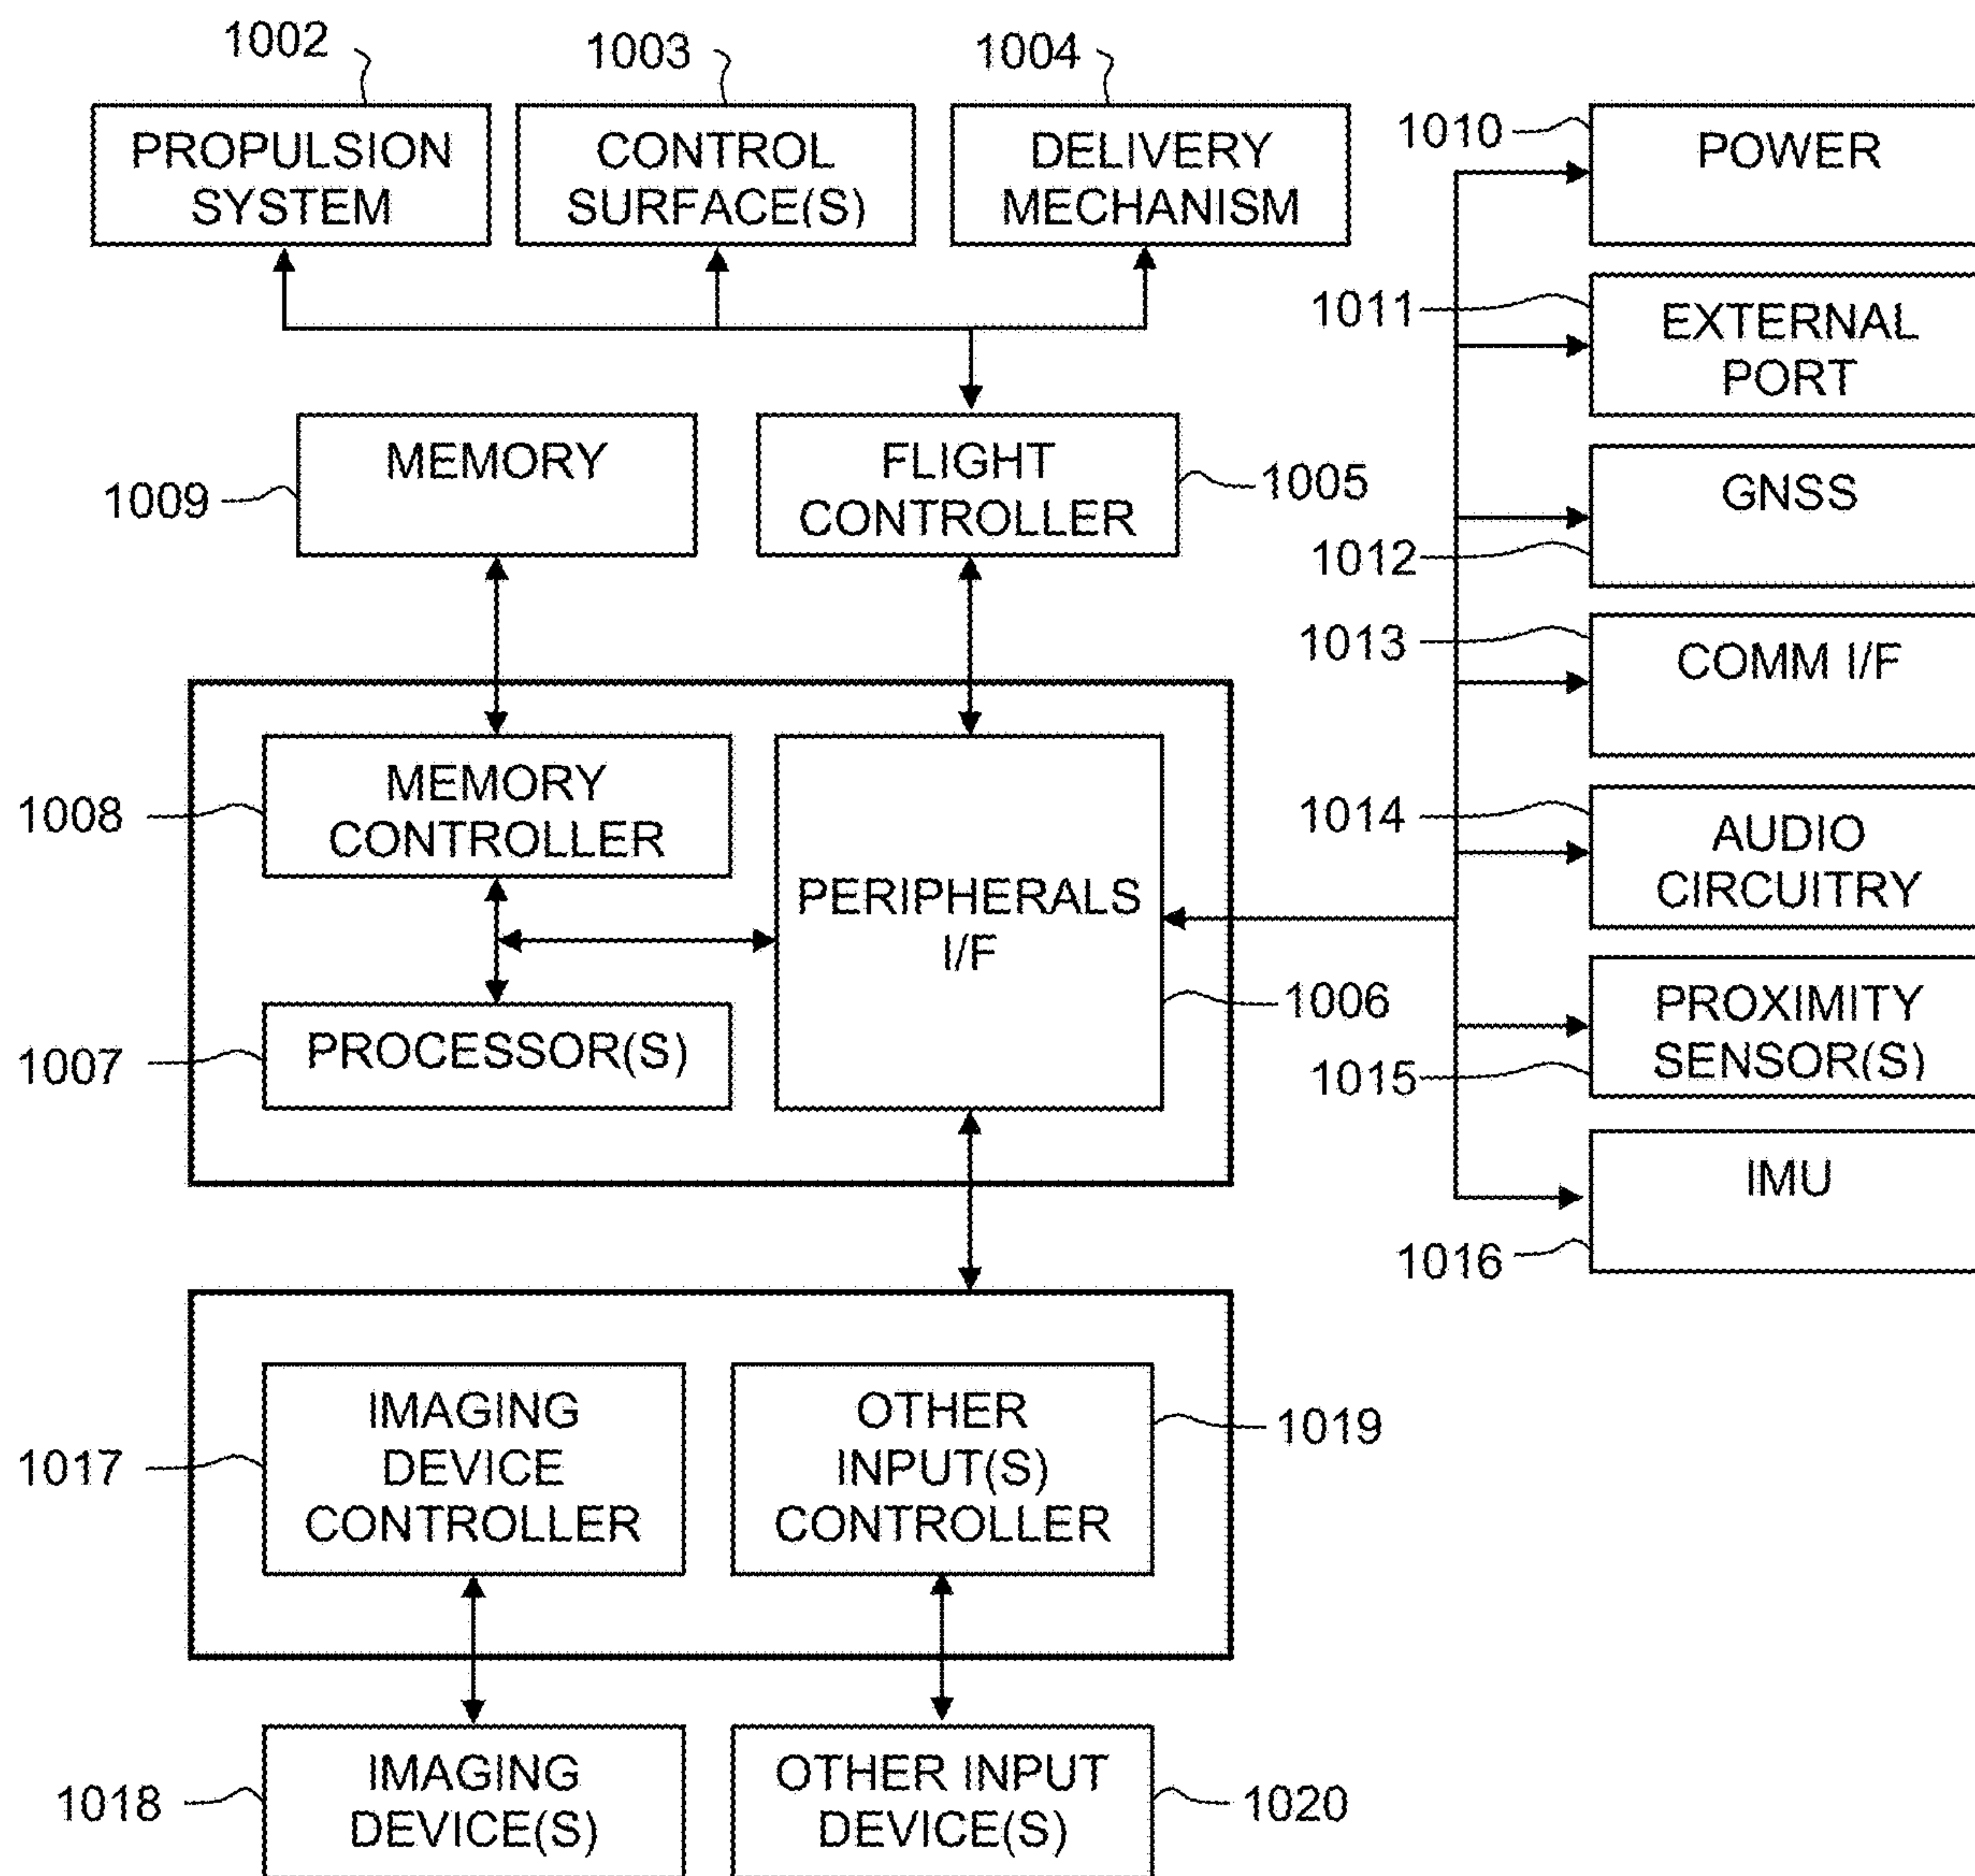 1002
1003
1004
PROPULSION
SYSTEM
CONTROL
SURFACE(S)
DELIVERY
MECHANISM
1010
POWER
1011
EXTERNAL
PORT
MEMORY
1009
FLIGHT
CONTROLLER
1005
GNSS
1012
1013
COMM I/F
MEMORY
CONTROLLER
1008
PERIPHERALS
I/F
1006
PROCESSOR(S)
1007
1014
AUDIO
CIRCUITRY
PROXIMITY
SENSOR(S)
1015
IMU
1016
IMAGING
DEVICE
CONTROLLER
1017
OTHER
INPUT(S)
CONTROLLER
1019
IMAGING
DEVICE(S)
1018
OTHER INPUT
DEVICE(S)
1020